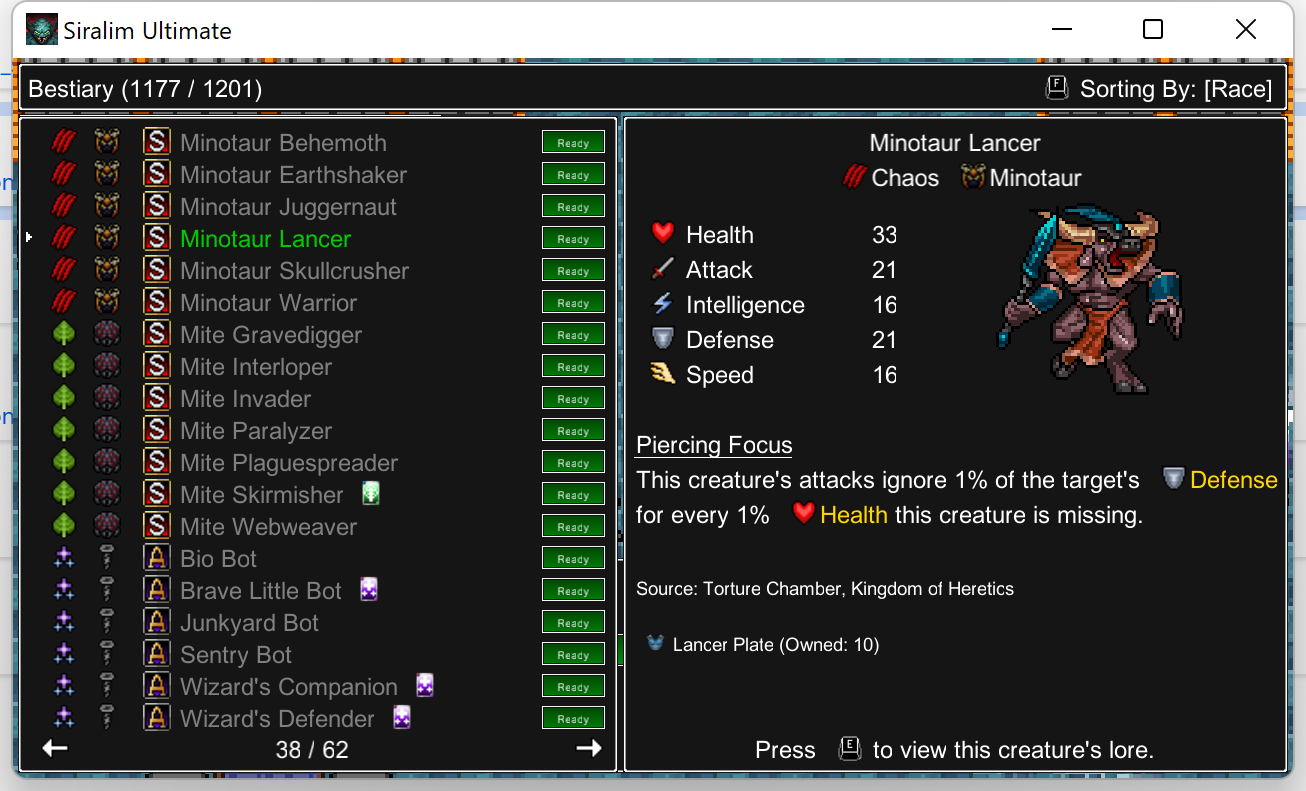 Siralim Ultimate
Bestiary (1177 / 1201)
F Sorting By: [Race]
S Minotaur Behemoth Ready
S Minotaur Earthshaker Ready
S Minotaur Juggernaut Ready
S Minotaur Lancer Ready
S Minotaur Skullcrusher Ready
S Minotaur Warrior Ready
S Mite Gravedigger Ready
S Mite Interloper Ready
S Mite Invader Ready
S Mite Paralyzer Ready
S Mite Plaguespreader Ready
S Mite Skirmisher Ready
S Mite Webweaver Ready
A Bio Bot Ready
A Brave Little Bot Ready
A Junkyard Bot Ready
A Sentry Bot Ready
A Wizard's Companion Ready
A Wizard's Defender Ready
38 / 62
Minotaur Lancer
Chaos Minotaur
Health 33
Attack 21
Intelligence 16
Defense 21
Speed 16
Piercing Focus
This creature's attacks ignore 1% of the target's Defense
for every 1% Health this creature is missing.
Source: Torture Chamber, Kingdom of Heretics
Lancer Plate (Owned: 10)
Press E to view this creature's lore.